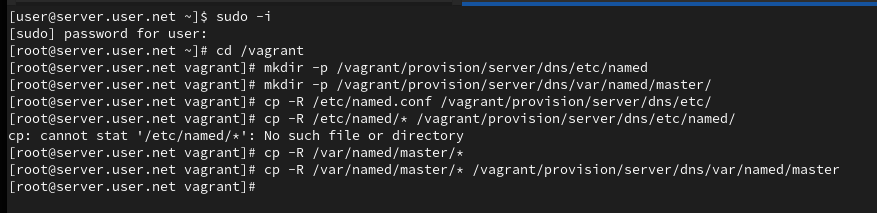 [user@server.user.net ~]$ sudo -i
[sudo] password for user:
[root@server.user.net ~]# cd /vagrant
[root@server.user.net vagrant]# mkdir -p /vagrant/provision/server/dns/etc/named
[root@server.user.net vagrant]# mkdir -p /vagrant/provision/server/dns/var/named/master/
[root@server.user.net vagrant]# cp -R /etc/named.conf /vagrant/provision/server/dns/etc/
[root@server.user.net vagrant]# cp -R /etc/named/* /vagrant/provision/server/dns/etc/named/
cp: cannot stat '/etc/named/*': No such file or directory
[root@server.user.net vagrant]# cp -R /var/named/master/*
[root@server.user.net vagrant]# cp -R /var/named/master/* /vagrant/provision/server/dns/var/named/master
[root@server.user.net vagrant]#